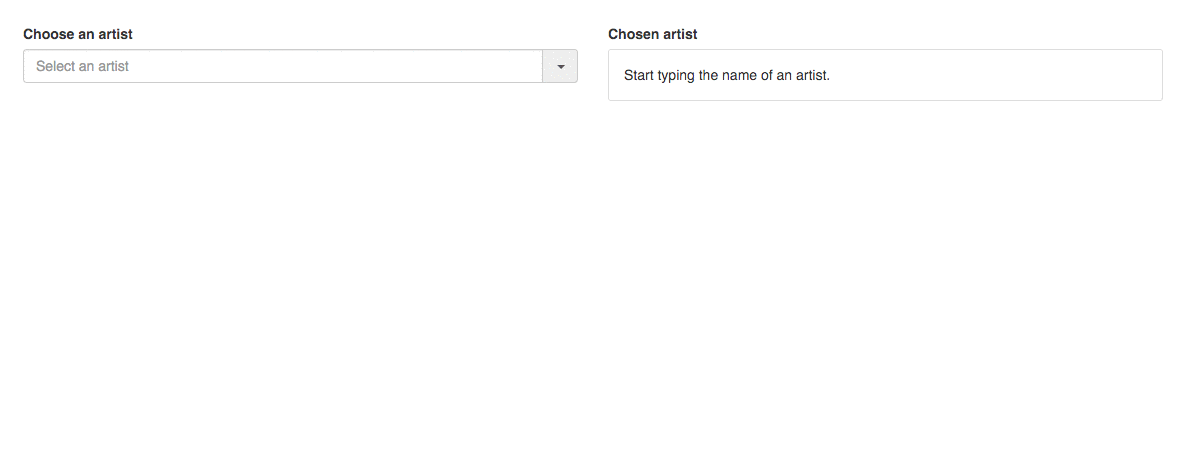 Choose an artist
Select an artist
Chosen artist
Start typing the name of an artist.